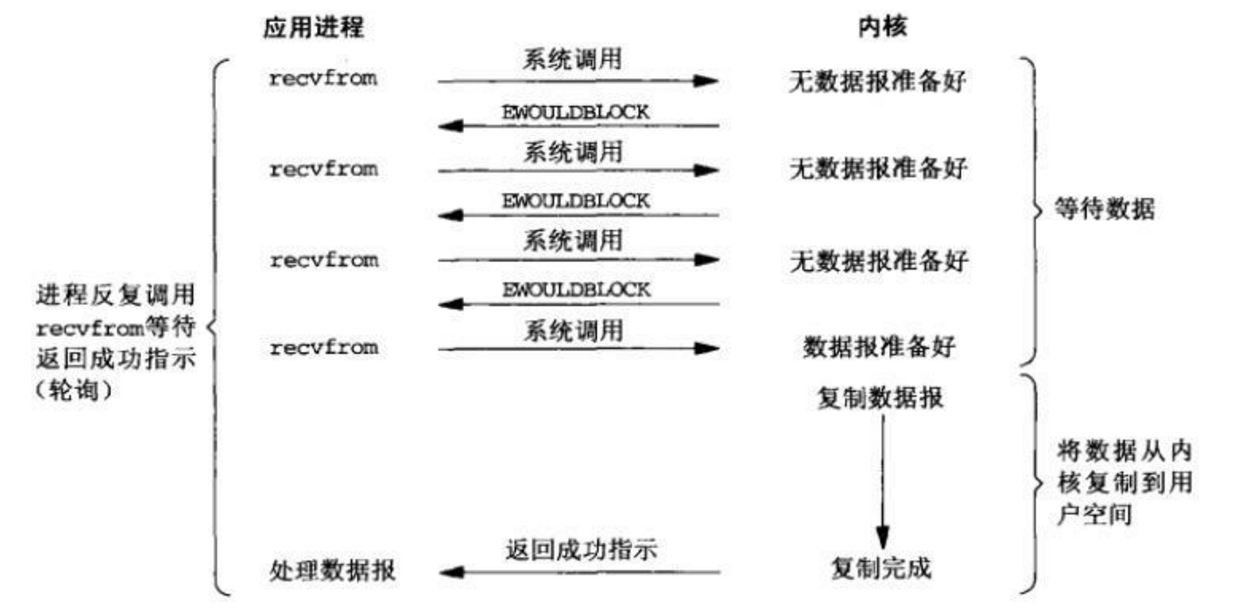 应用进程
内核
系统调用
recvfrom
无数据报准备好
EWOULDBLOCK
系统调用
recvfrom
无数据报准备好
EWOULDBLOCK
等待数据
系统调用
recvfrom
无数据报准备好
EWOULDBLOCK
进程反复调用
recvfrom等待
返回成功指示
(轮询)
系统调用
recvfrom
数据报准备好
复制数据报
将数据从内
核复制到用
户空间
返回成功指示
处理数据报
复制完成